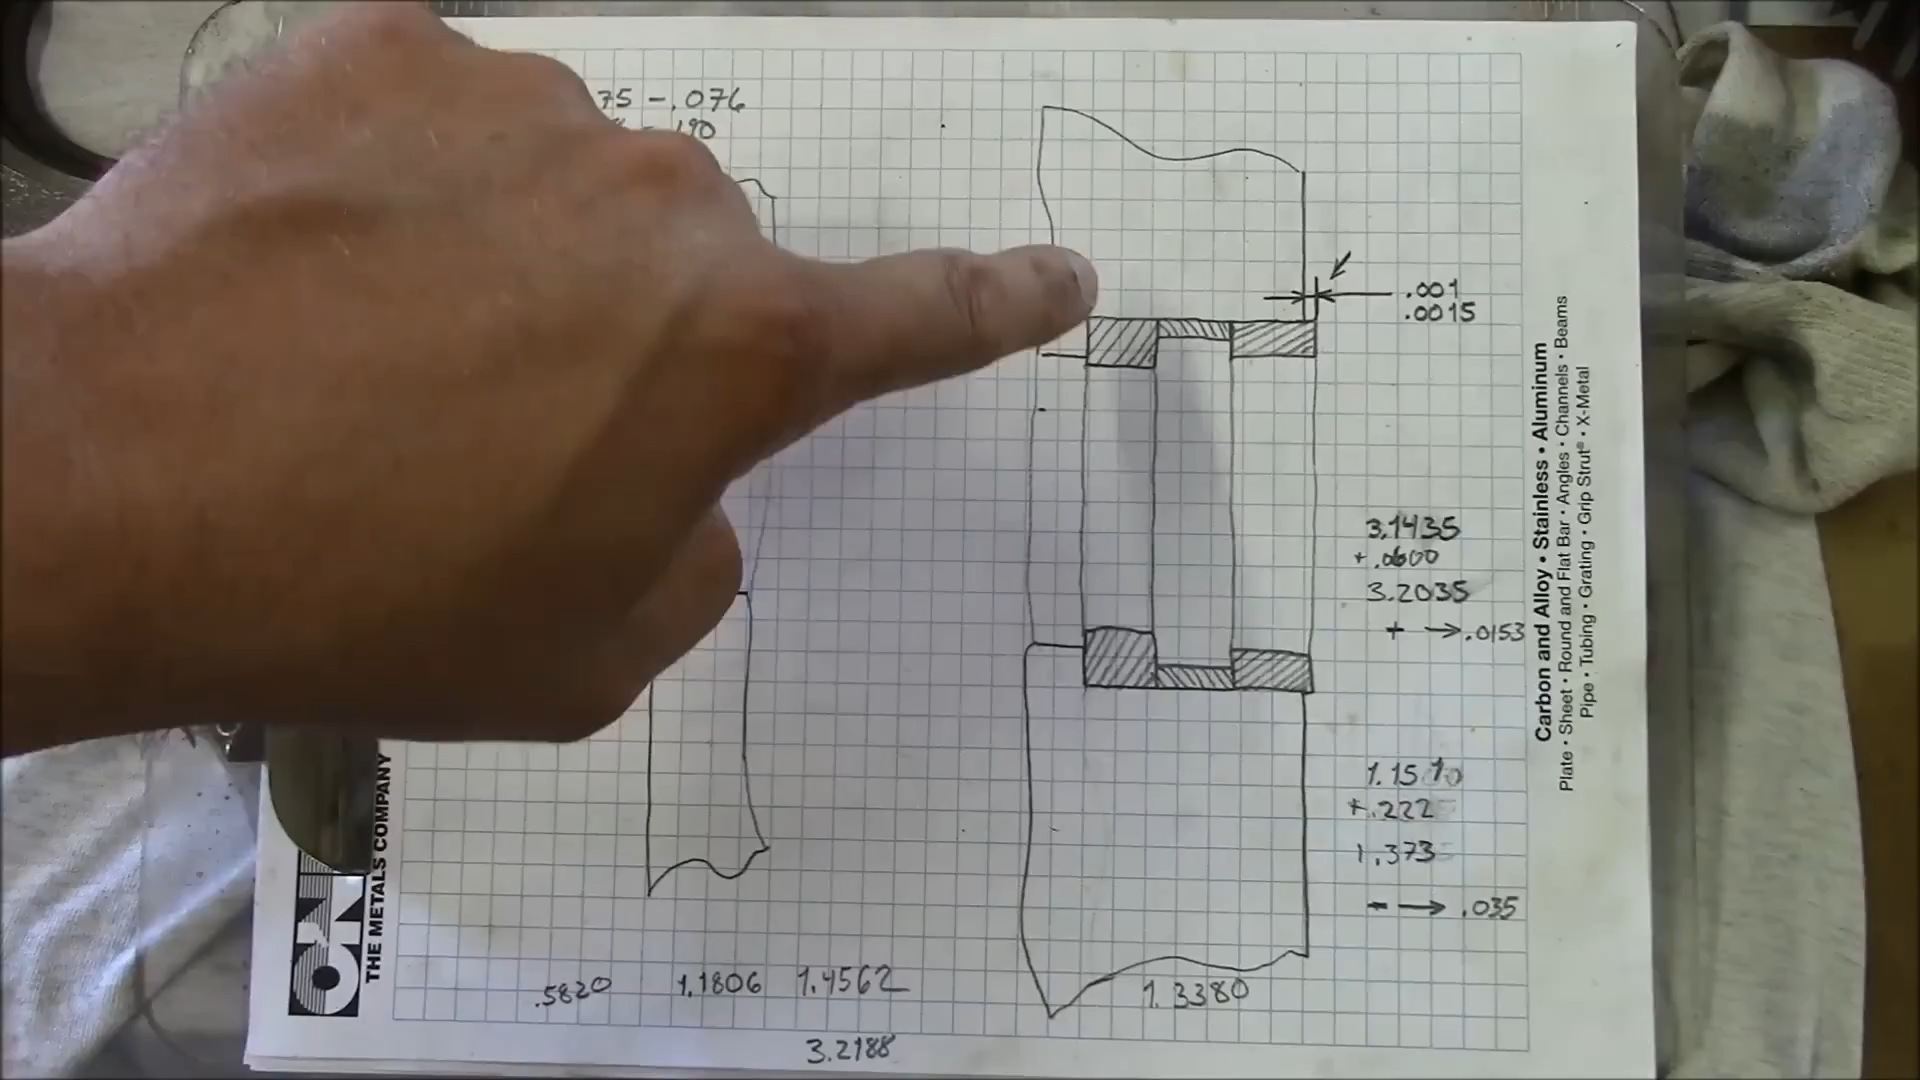 75 -.076
.190
.001
.0015
3.1435
+ .0600
3.2035
+ → .0153
1.1510
+.222
1.373
- → .035
.5820 1.1806 1.4562
1.3380
3.2188
THE METALS COMPANY
Carbon and Alloy • Stainless • Aluminum
Plate • Sheet • Round and Flat Bar • Angles • Channels • Beams
Pipe • Tubing • Grating • Grip Strut® • X-Metal